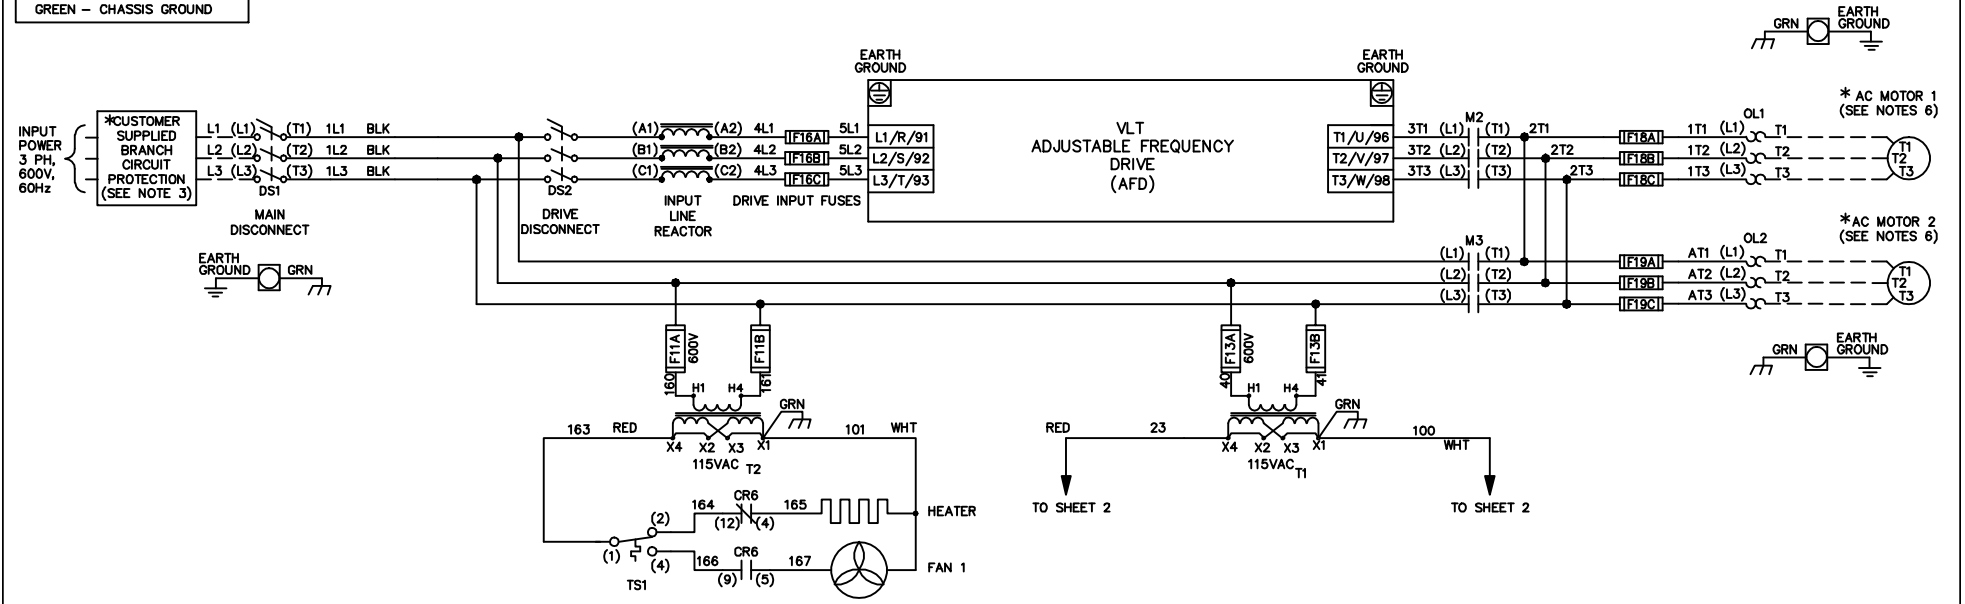 GREEN – CHASSIS GROUND
GRN
EARTH
GROUND
INPUT
POWER
3 PH,
600V,
60Hz
*CUSTOMER
SUPPLIED
BRANCH
CIRCUIT
PROTECTION
(SEE NOTE 3)
L1 (L1) (T1) 1L1 BLK
L2 (L2) (T2) 1L2 BLK
L3 (L3) (T3) 1L3 BLK
DS1
MAIN
DISCONNECT
DS2
DRIVE
DISCONNECT
(A1) (A2) 4L1 F16A 5L1
(B1) (B2) 4L2 F16B 5L2
(C1) (C2) 4L3 F16C 5L3
INPUT
LINE
REACTOR
DRIVE INPUT FUSES
EARTH
GROUND
EARTH
GROUND
L1/R/91
L2/S/92
L3/T/93
VLT
ADJUSTABLE FREQUENCY
DRIVE
(AFD)
T1/U/96
T2/V/97
T3/W/98
M2
3T1 (L1) (T1) 2T1
3T2 (L2) (T2) 2T2
3T3 (L3) (T3) 2T3
OL1
F18A 1T1 (L1) T1
F18B 1T2 (L2) T2
F18C 1T3 (L3) T3
* AC MOTOR 1
(SEE NOTES 6)
T1
T2
T3
EARTH
GROUND
GRN
M3
(L1) (T1)
(L2) (T2)
(L3) (T3)
OL2
F19A AT1 (L1) T1
F19B AT2 (L2) T2
F19C AT3 (L3) T3
*AC MOTOR 2
(SEE NOTES 6)
T1
T2
T3
GRN
EARTH
GROUND
F11A
600V
F11B
160
161
H1 H4
GRN
163 RED
101 WHT
X4 X2 X3 X1
115VAC T2
F13A
600V
F13B
40
41
H1 H4
GRN
RED 23
100
WHT
X4 X2 X3 X1
115VAC T1
TO SHEET 2
TO SHEET 2
164 CR6 165
(2) (12) (4)
HEATER
(1)
(4)
TS1
166 CR6 167
(9) (5)
FAN 1